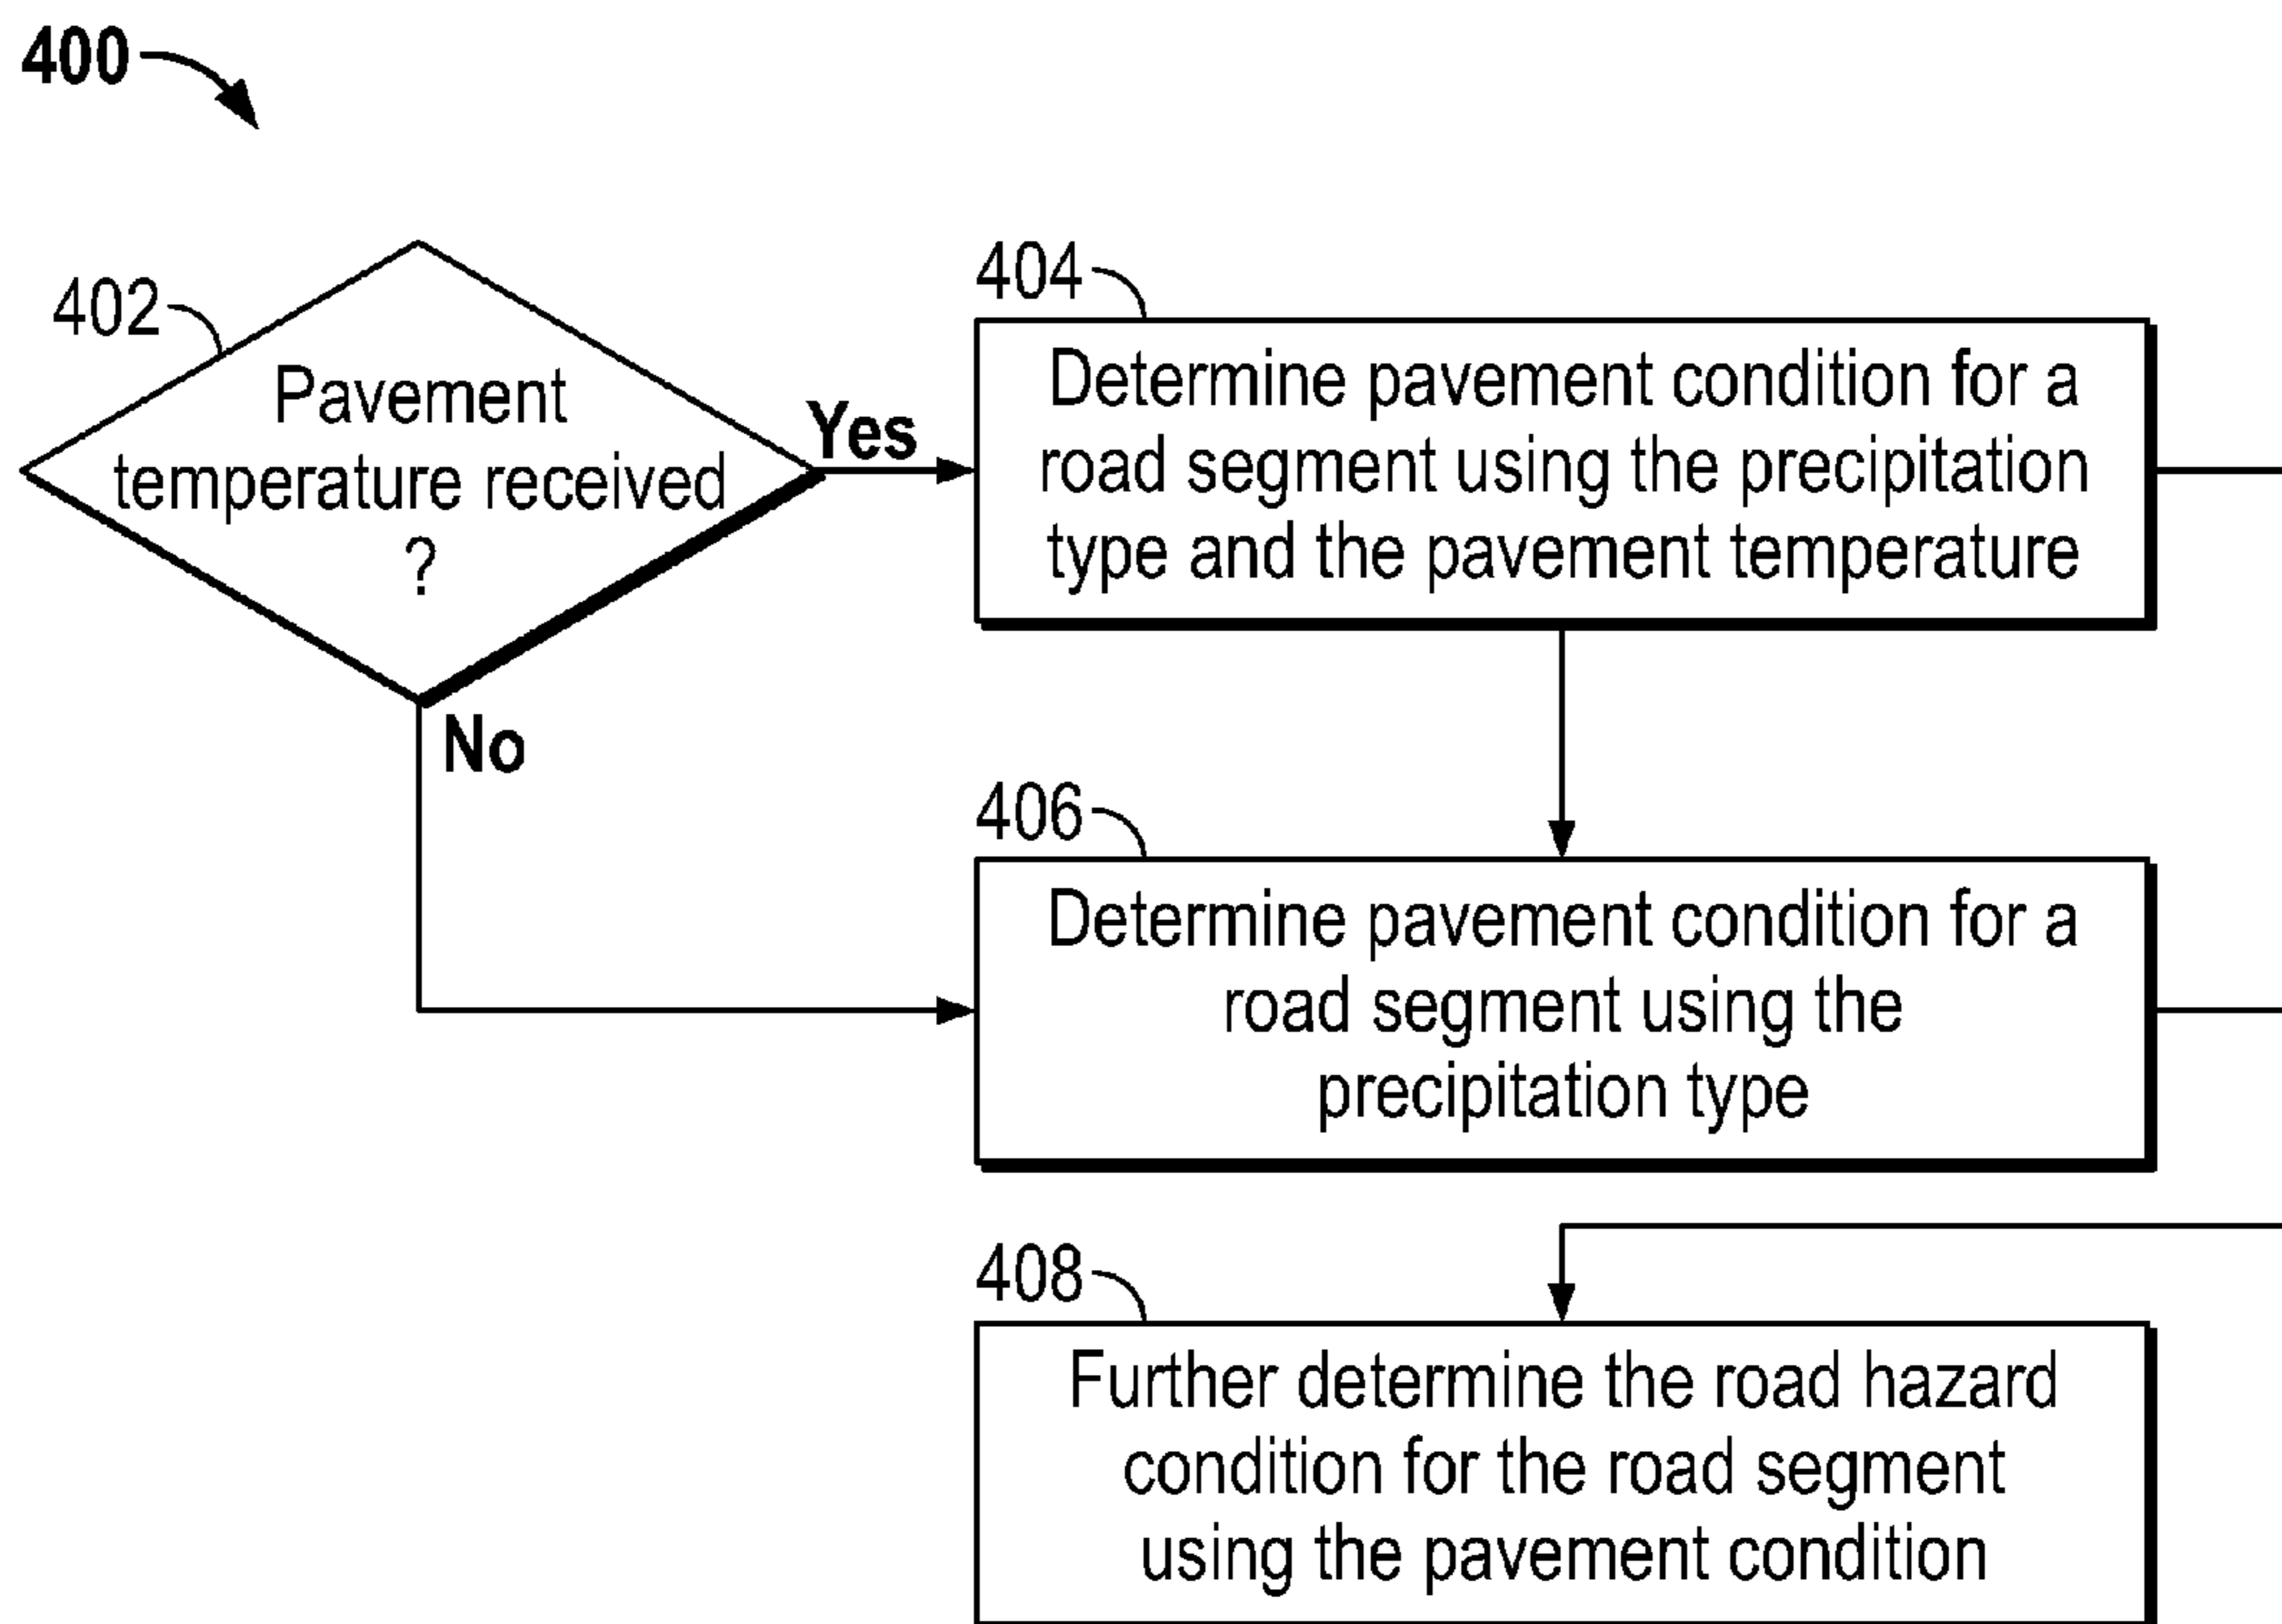 400
402
Pavement
temperature received
?
Yes
No
404
Determine pavement condition for a
road segment using the precipitation
type and the pavement temperature
406
Determine pavement condition for a
road segment using the
precipitation type
408
Further determine the road hazard
condition for the road segment
using the pavement condition